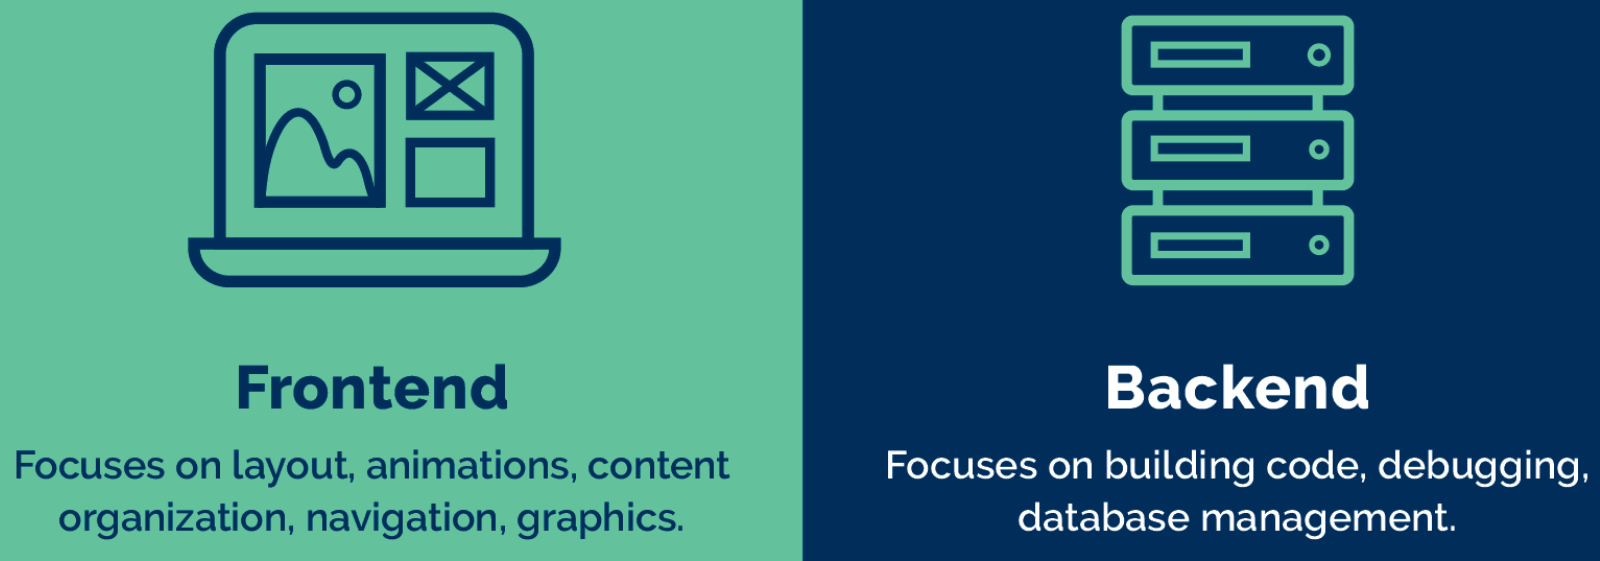 Frontend
Focuses on layout, animations, content
organization, navigation, graphics.
Backend
Focuses on building code, debugging,
database management.